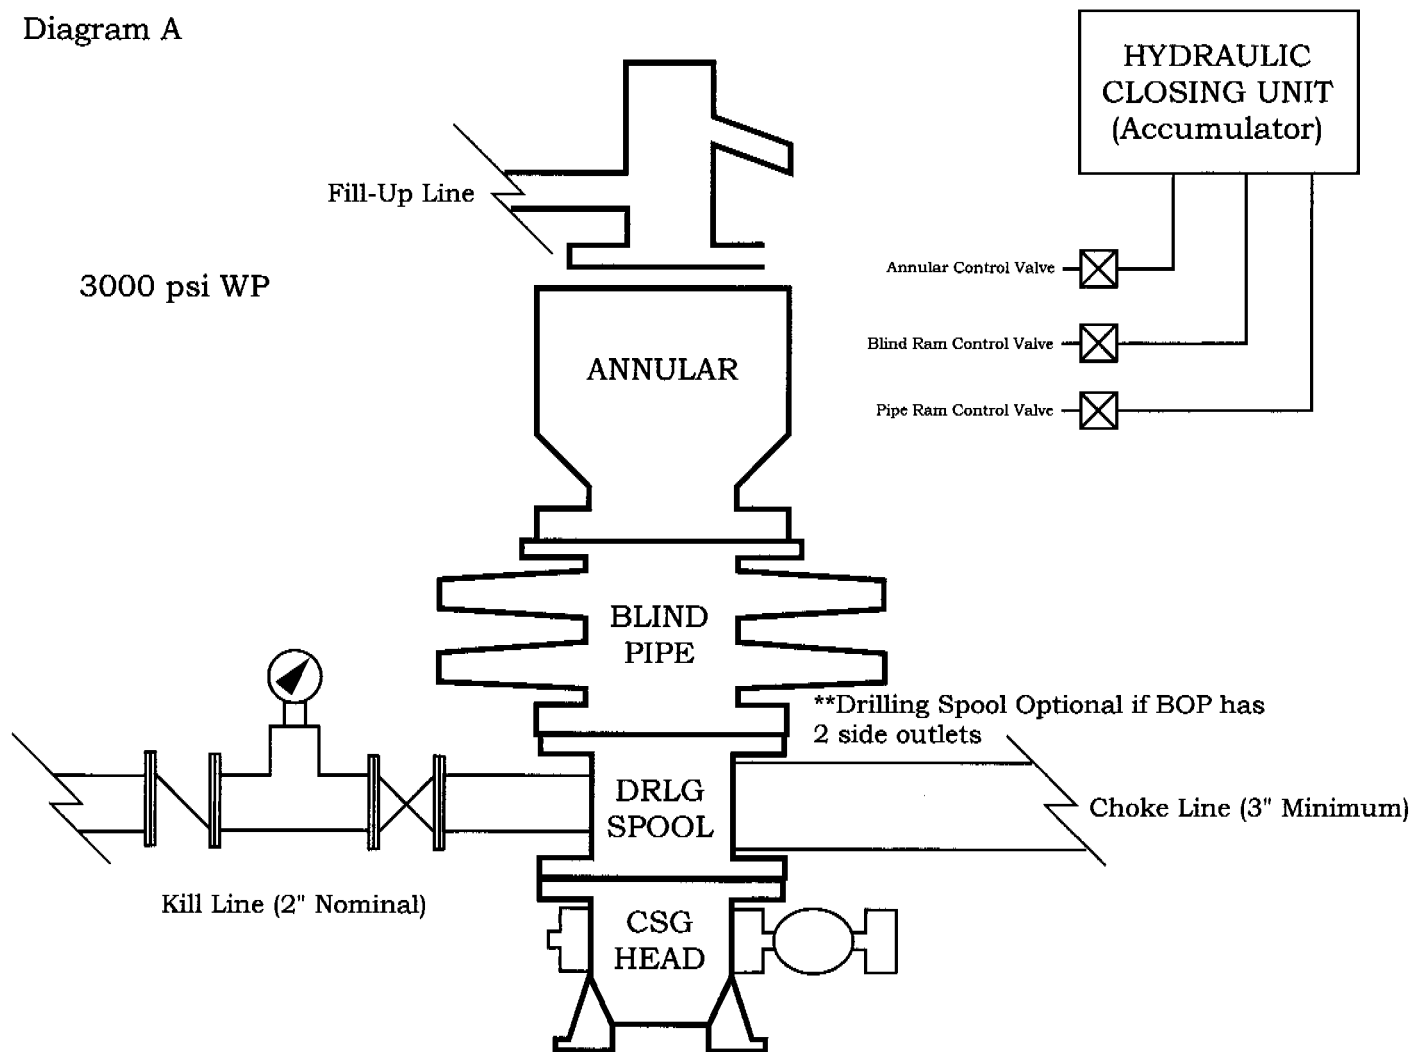 Diagram A
HYDRAULIC
CLOSING UNIT
(Accumulator)
Fill-Up Line
3000 psi WP
Annular Control Valve
Blind Ram Control Valve
Pipe Ram Control Valve
ANNULAR
BLIND
PIPE
**Drilling Spool Optional if BOP has
2 side outlets
DRLG
SPOOL
Choke Line (3" Minimum)
Kill Line (2" Nominal)
CSG
HEAD